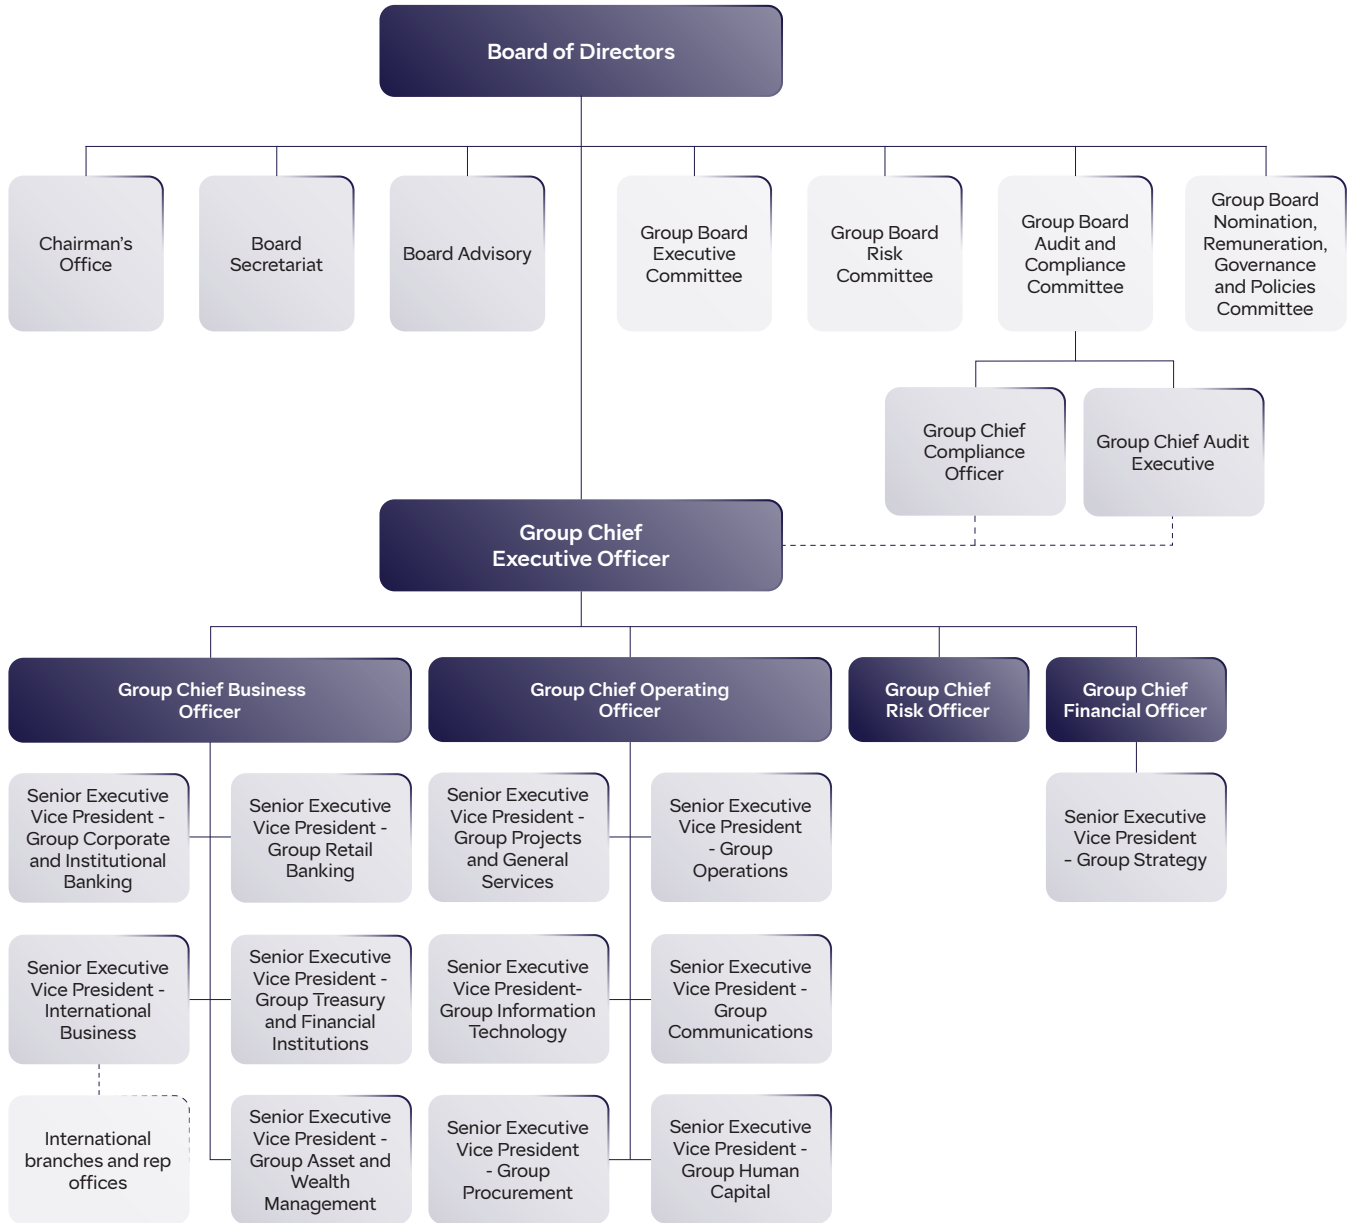 Board of Directors
Chairman's
Office
Board
Secretariat
Board Advisory
Group Board
Executive
Committee
Group Board
Risk
Committee
Group Board
Audit and
Compliance
Committee
Group Board
Nomination,
Remuneration,
Governance
and Policies
Committee
Group Chief
Compliance
Officer
Group Chief Audit
Executive
Group Chief
Executive Officer
Group Chief Business
Officer
Group Chief Operating
Officer
Group Chief
Risk Officer
Group Chief
Financial Officer
Senior Executive
Vice President -
Group Corporate
and Institutional
Banking
Senior Executive
Vice President -
Group Retail
Banking
Senior Executive
Vice President -
Group Projects
and General
Services
Senior Executive
Vice President
- Group
Operations
Senior Executive
Vice President
– Group Strategy
Senior Executive
Vice President -
International
Business
Senior Executive
Vice President -
Group Treasury
and Financial
Institutions
Senior Executive
Vice President-
Group Information
Technology
Senior Executive
Vice President -
Group
Communications
International
branches and rep
offices
Senior Executive
Vice President -
Group Asset and
Wealth
Management
Senior Executive
Vice President
- Group
Procurement
Senior Executive
Vice President -
Group Human
Capital